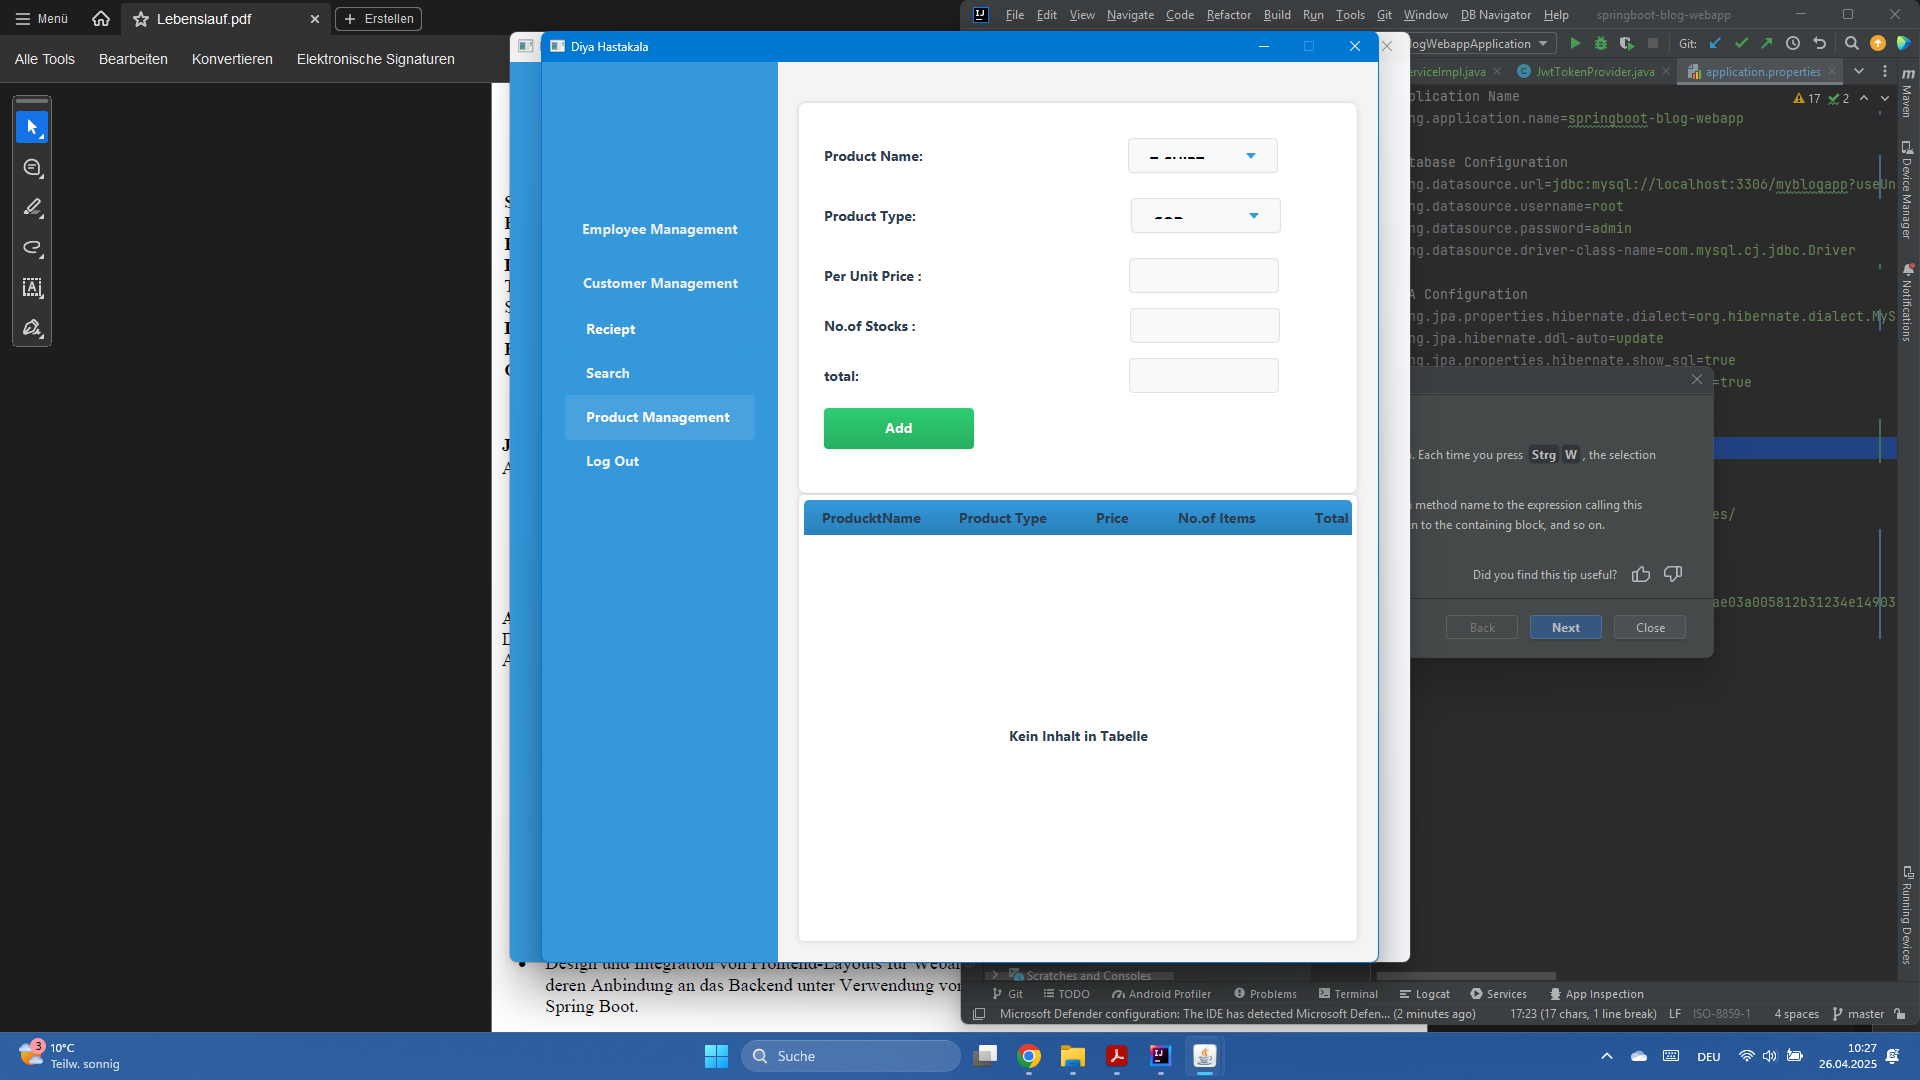 Menü
Lebenslauf.pdf
Erstellen
Alle Tools
Bearbeiten
Konvertieren
Elektronische Signaturen
File Edit View Navigate Code Refactor Build Run Tools Git Window DB Navigator Help springboot-blog-webapp
logWebappApplication
Git:
erviceImpl.java
JwtTokenProvider.java
application.properties
17
2
plication Name
ng.application.name=springboot-blog-webapp
tabase Configuration
ng.datasource.url=jdbc:mysql://localhost:3306/myblogapp?useUn
ng.datasource.username=root
ng.datasource.password=admin
ng.datasource.driver-class-name=com.mysql.cj.jdbc.Driver
A Configuration
ng.jpa.properties.hibernate.dialect=org.hibernate.dialect.MyS
ng.jpa.hibernate.ddl-auto=update
ng.jpa.properties.hibernate.show_sql=true
=true
. Each time you press Strg W , the selection
method name to the expression calling this
n to the containing block, and so on.
es/
Did you find this tip useful?
ae03a005812b31234e14903
Back
Next
Close
Maven
Device Manager
Notifications
Running Devices
Diya Hastakala
Employee Management
Customer Management
Reciept
Search
Product Management
Log Out
Product Name:
Product Type:
Per Unit Price :
No.of Stocks :
total:
Add
ProducktName Product Type Price No.of Items Total
Kein Inhalt in Tabelle
Design und Integration von Frontend-Layouts für Weban
deren Anbindung an das Backend unter Verwendung vor
Spring Boot.
Scratches and Consoles
Git TODO Android Profiler Problems Terminal Logcat Services App Inspection
Microsoft Defender configuration: The IDE has detected Microsoft Defen... (2 minutes ago)
17:23 (17 chars, 1 line break) LF ISO-8859-1 4 spaces master
3
10°C
Teilw. sonnig
Suche
DEU
10:27
26.04.2025